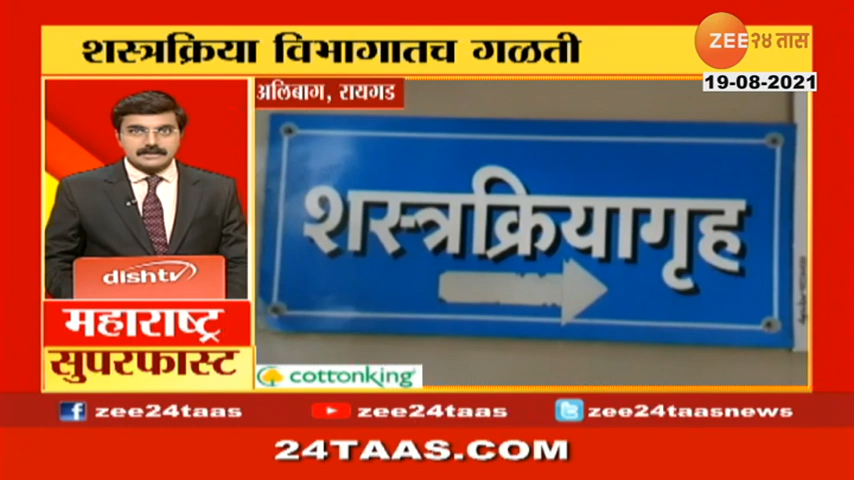 शस्त्रक्रिया विभागातच गळती
ZEE २४ तास
19-08-2021
अलिबाग, रायगड
शस्त्रक्रियागृह
dishtv
महाराष्ट्र
सुपरफास्ट
cottonking
zee24taas
zee24taas
zee24taasnews
24TAAS.COM